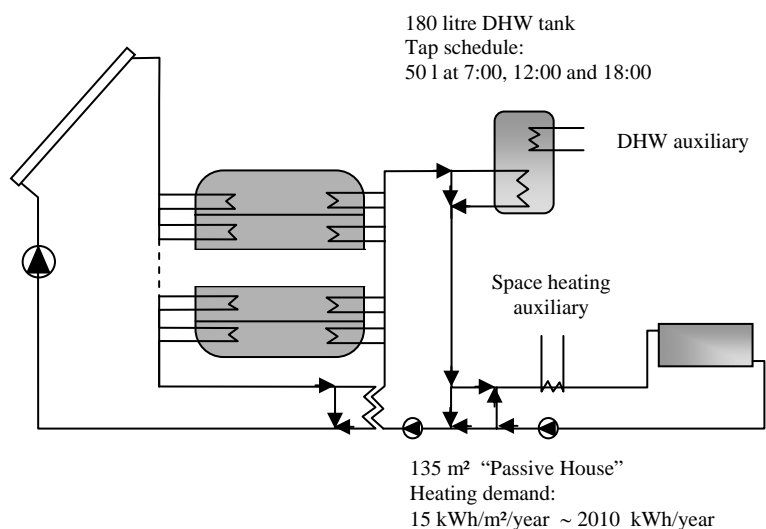 180 litre DHW tank
Tap schedule:
50 l at 7:00, 12:00 and 18:00
DHW auxiliary
Space heating
auxiliary
135 m² “Passive House”
Heating demand:
15 kWh/m²/year ~ 2010 kWh/year